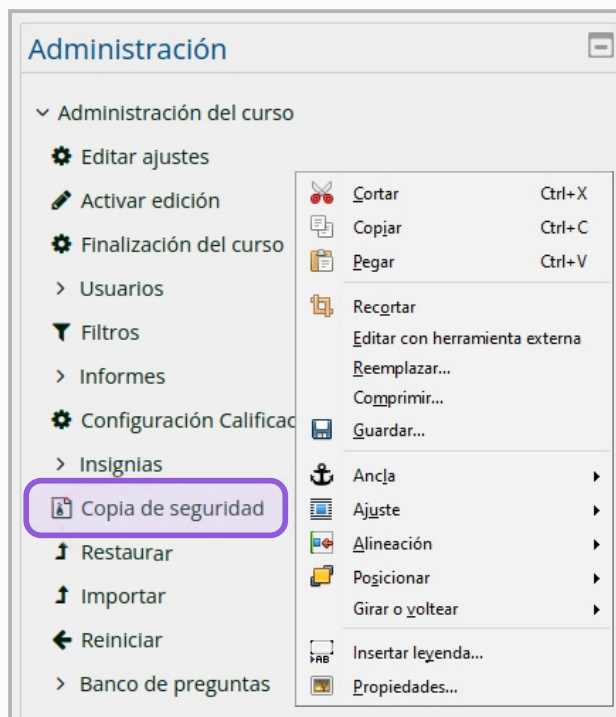 Administración
Administración del curso
Editar ajustes
Activar edición
Finalización del curso
Usuarios
Filtros
Informes
Configuración Calificac
Insignias
Copia de seguridad
Restaurar
Importar
Reiniciar
Banco de preguntas
Cortar Ctrl+X
Copiar Ctrl+C
Pegar Ctrl+V
Recortar
Editar con herramienta externa
Reemplazar...
Comprimir...
Guardar...
Ancla
Ajuste
Alineación
Posicionar
Girar o voltear
Insertar leyenda...
Propiedades...